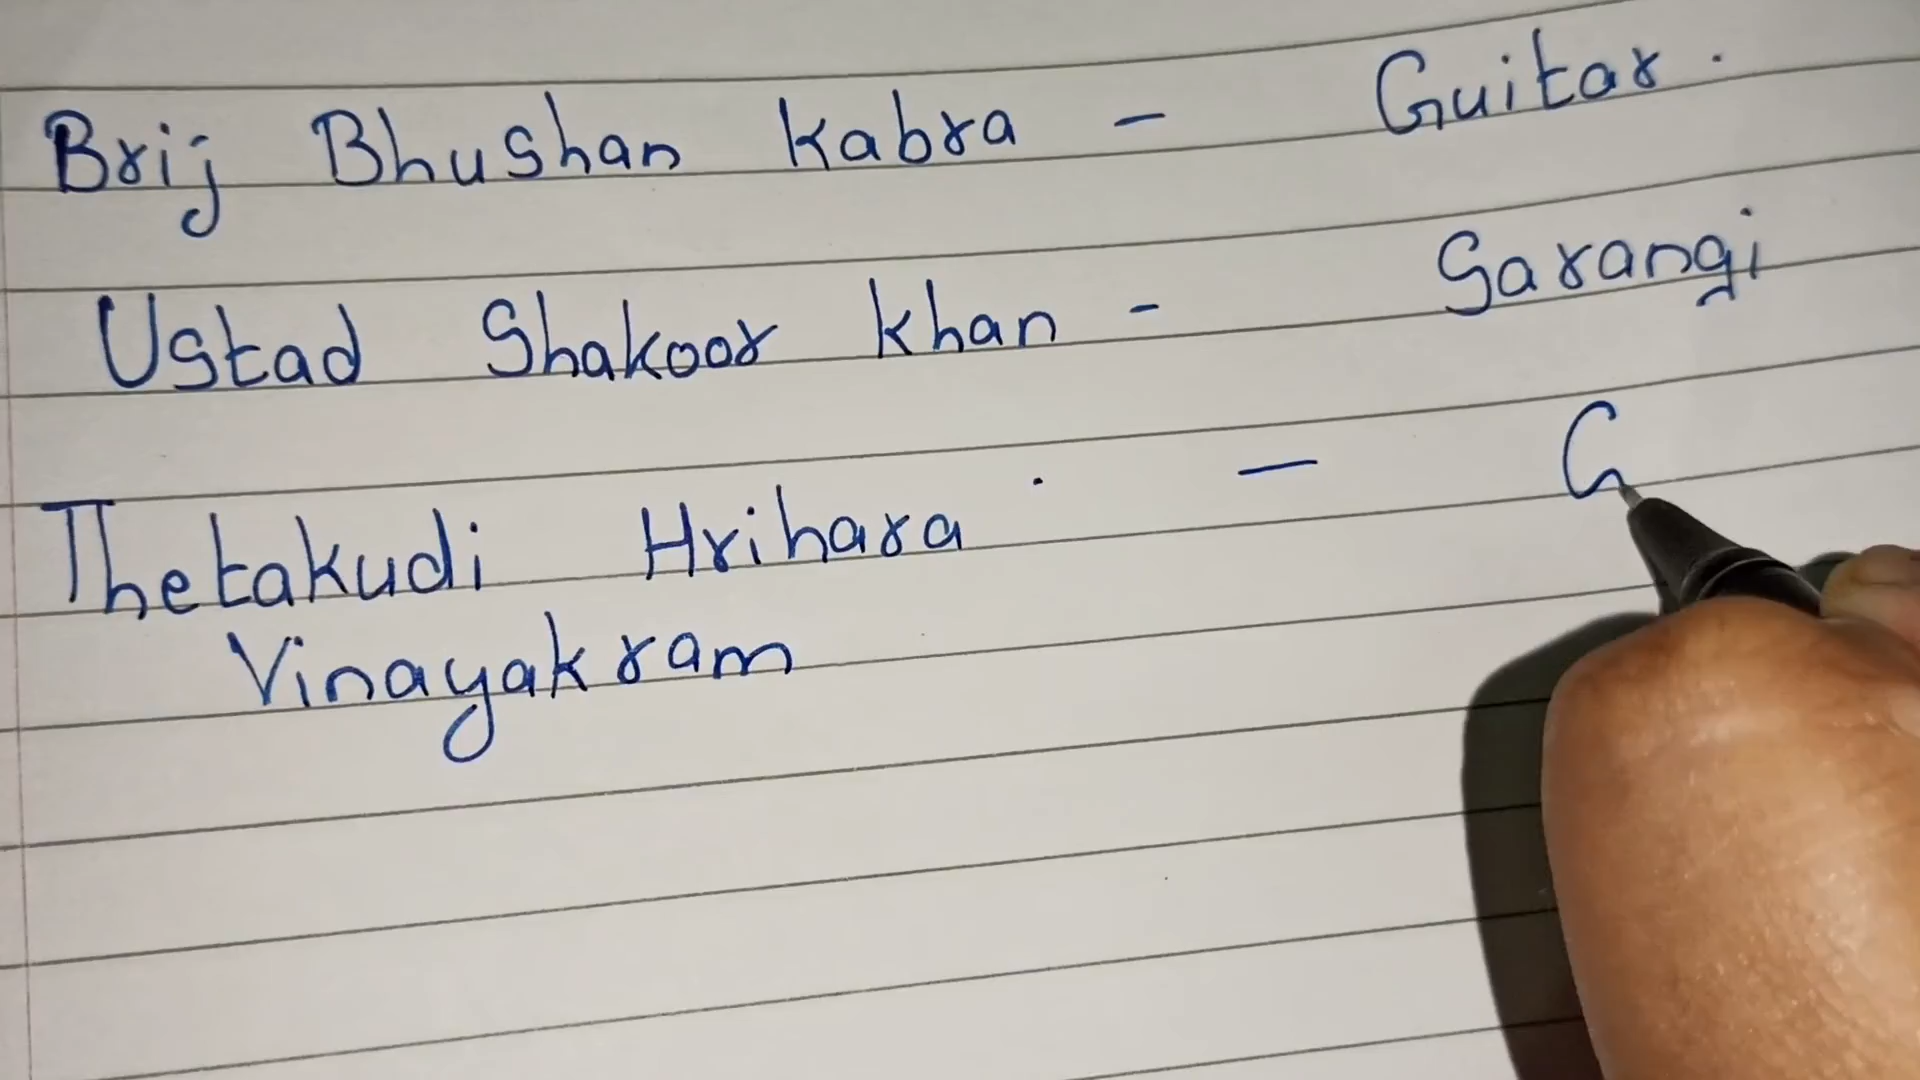 Brij Bhushan Kabra - Guitar.
Ustad Shakoor Khan - Sarangi
Thetakudi Hrihara - G
Vinayakram